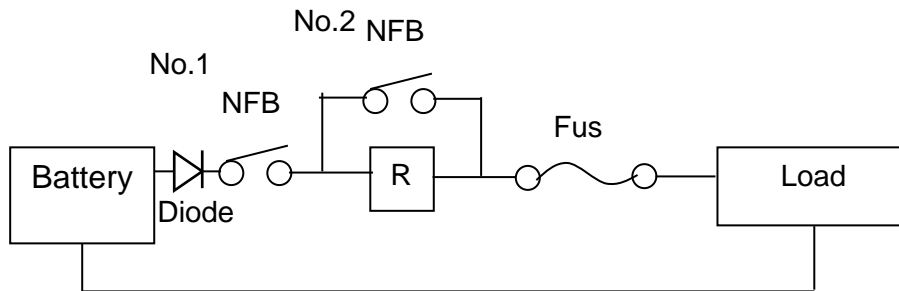 No.2 NFB
No.1
NFB
Fus
Battery
R
Load
Diode